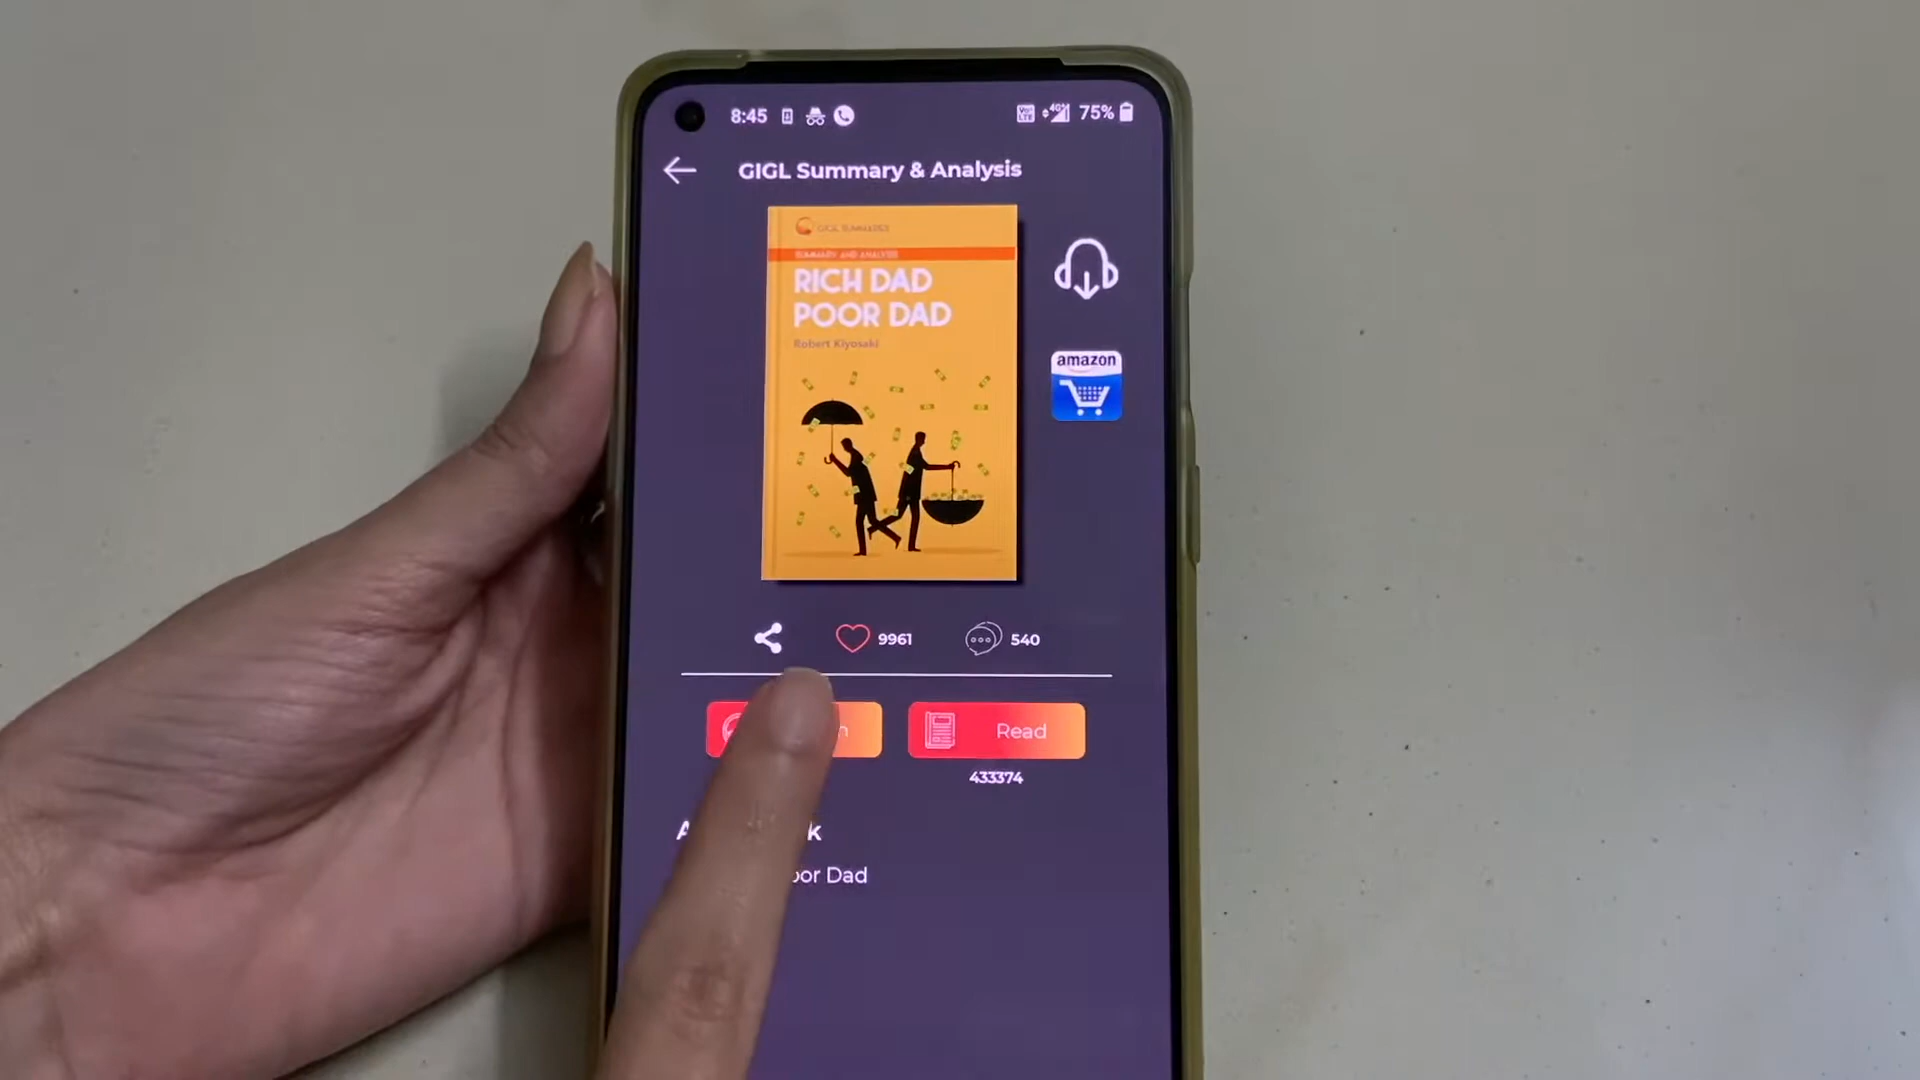 8:45 4G 75%
GIGL Summary & Analysis
GIGL SUMMARIES
SUMMARY AND ANALYSIS
RICH DAD
POOR DAD
Robert Kiyosaki
amazon
9961 540
Read
433374
oor Dad